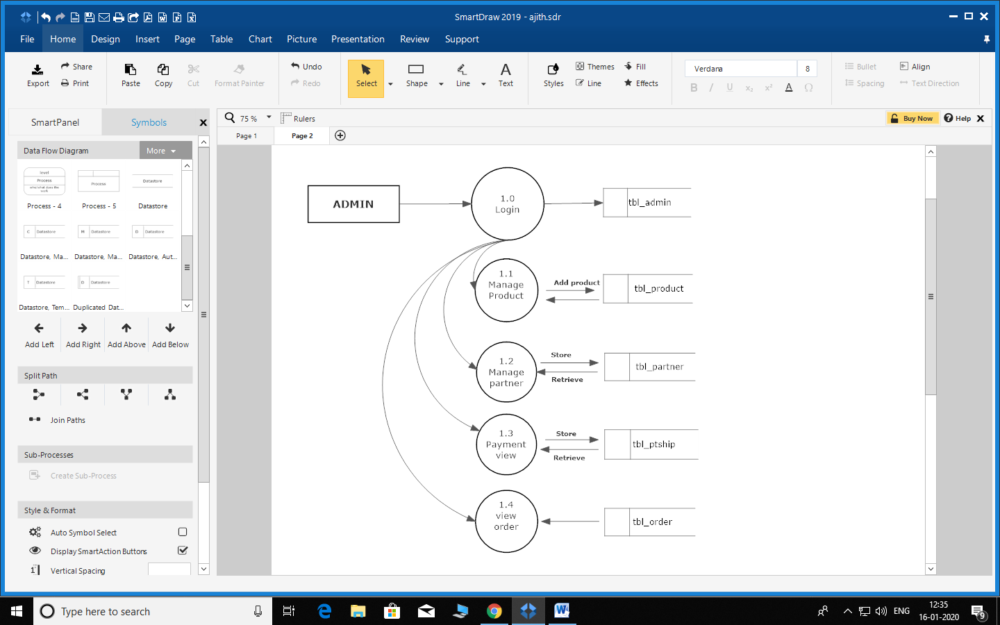 SmartDraw 2019 - ajith.sdr
File Home Design Insert Page Table Chart Picture Presentation Review Support
Export
Share
Print
Paste
Copy
Cut
Format Painter
Undo
Redo
Select
Shape
Line
A
Text
Styles
Themes
Line
Fill
Effects
Verdana 8
B I U x₂ x² A Ω
Bullet
Spacing
Align
Text Direction
SmartPanel Symbols
75 % Rulers
Buy Now Help
Page 1 Page 2
Data Flow Diagram More
level
Process
who/what does the
work
Process
Datastore
Process - 4 Process - 5 Datastore
C Datastore M Datastore D Datastore
Datastore, Ma... Datastore, Ma... Datastore, Aut...
T Datastore D Datastore
Datstore, Tem... Duplicated Dat...
Add Left Add Right Add Above Add Below
Split Path
Join Paths
Sub-Processes
Create Sub-Process
Style & Format
Auto Symbol Select
Display SmartAction Buttons
Vertical Spacing
ADMIN
1.0
Login
tbl_admin
1.1
Manage
Product
Add product
tbl_product
1.2
Manage
partner
Store
Retrieve
tbl_partner
1.3
Payment
view
Store
Retrieve
tbl_ptship
1.4
view
order
tbl_order
Type here to search
ENG
12:35
16-01-2020
9